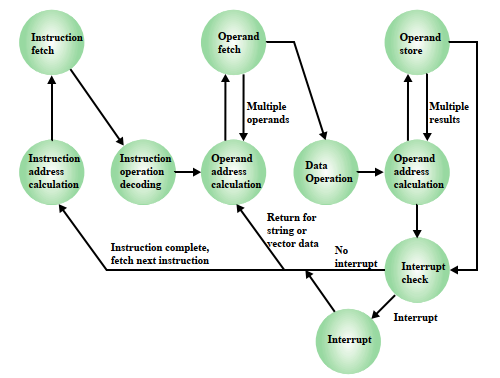 Instruction
fetch
Operand
fetch
Operand
store
Multiple
operands
Multiple
results
Instruction
address
calculation
Instruction
operation
decoding
Operand
address
calculation
Data
Operation
Operand
address
calculation
Return for
string or
vector data
Instruction complete,
fetch next instruction
No
interrupt
Interrupt
check
Interrupt
Interrupt